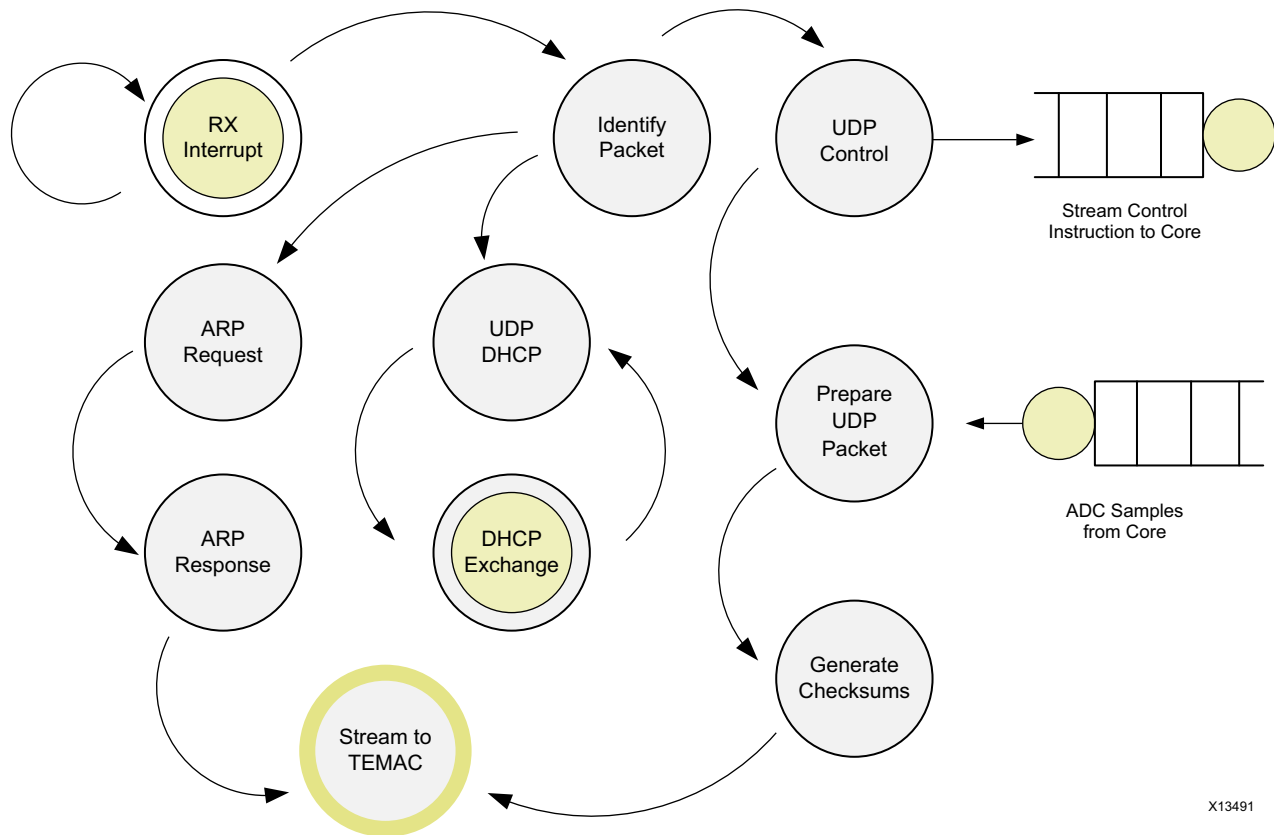 RX
Interrupt
Identify
Packet
UDP
Control
Stream Control
Instruction to Core
ARP
Request
UDP
DHCP
Prepare
UDP
Packet
ADC Samples
from Core
ARP
Response
DHCP
Exchange
Generate
Checksums
Stream to
TEMAC
X13491